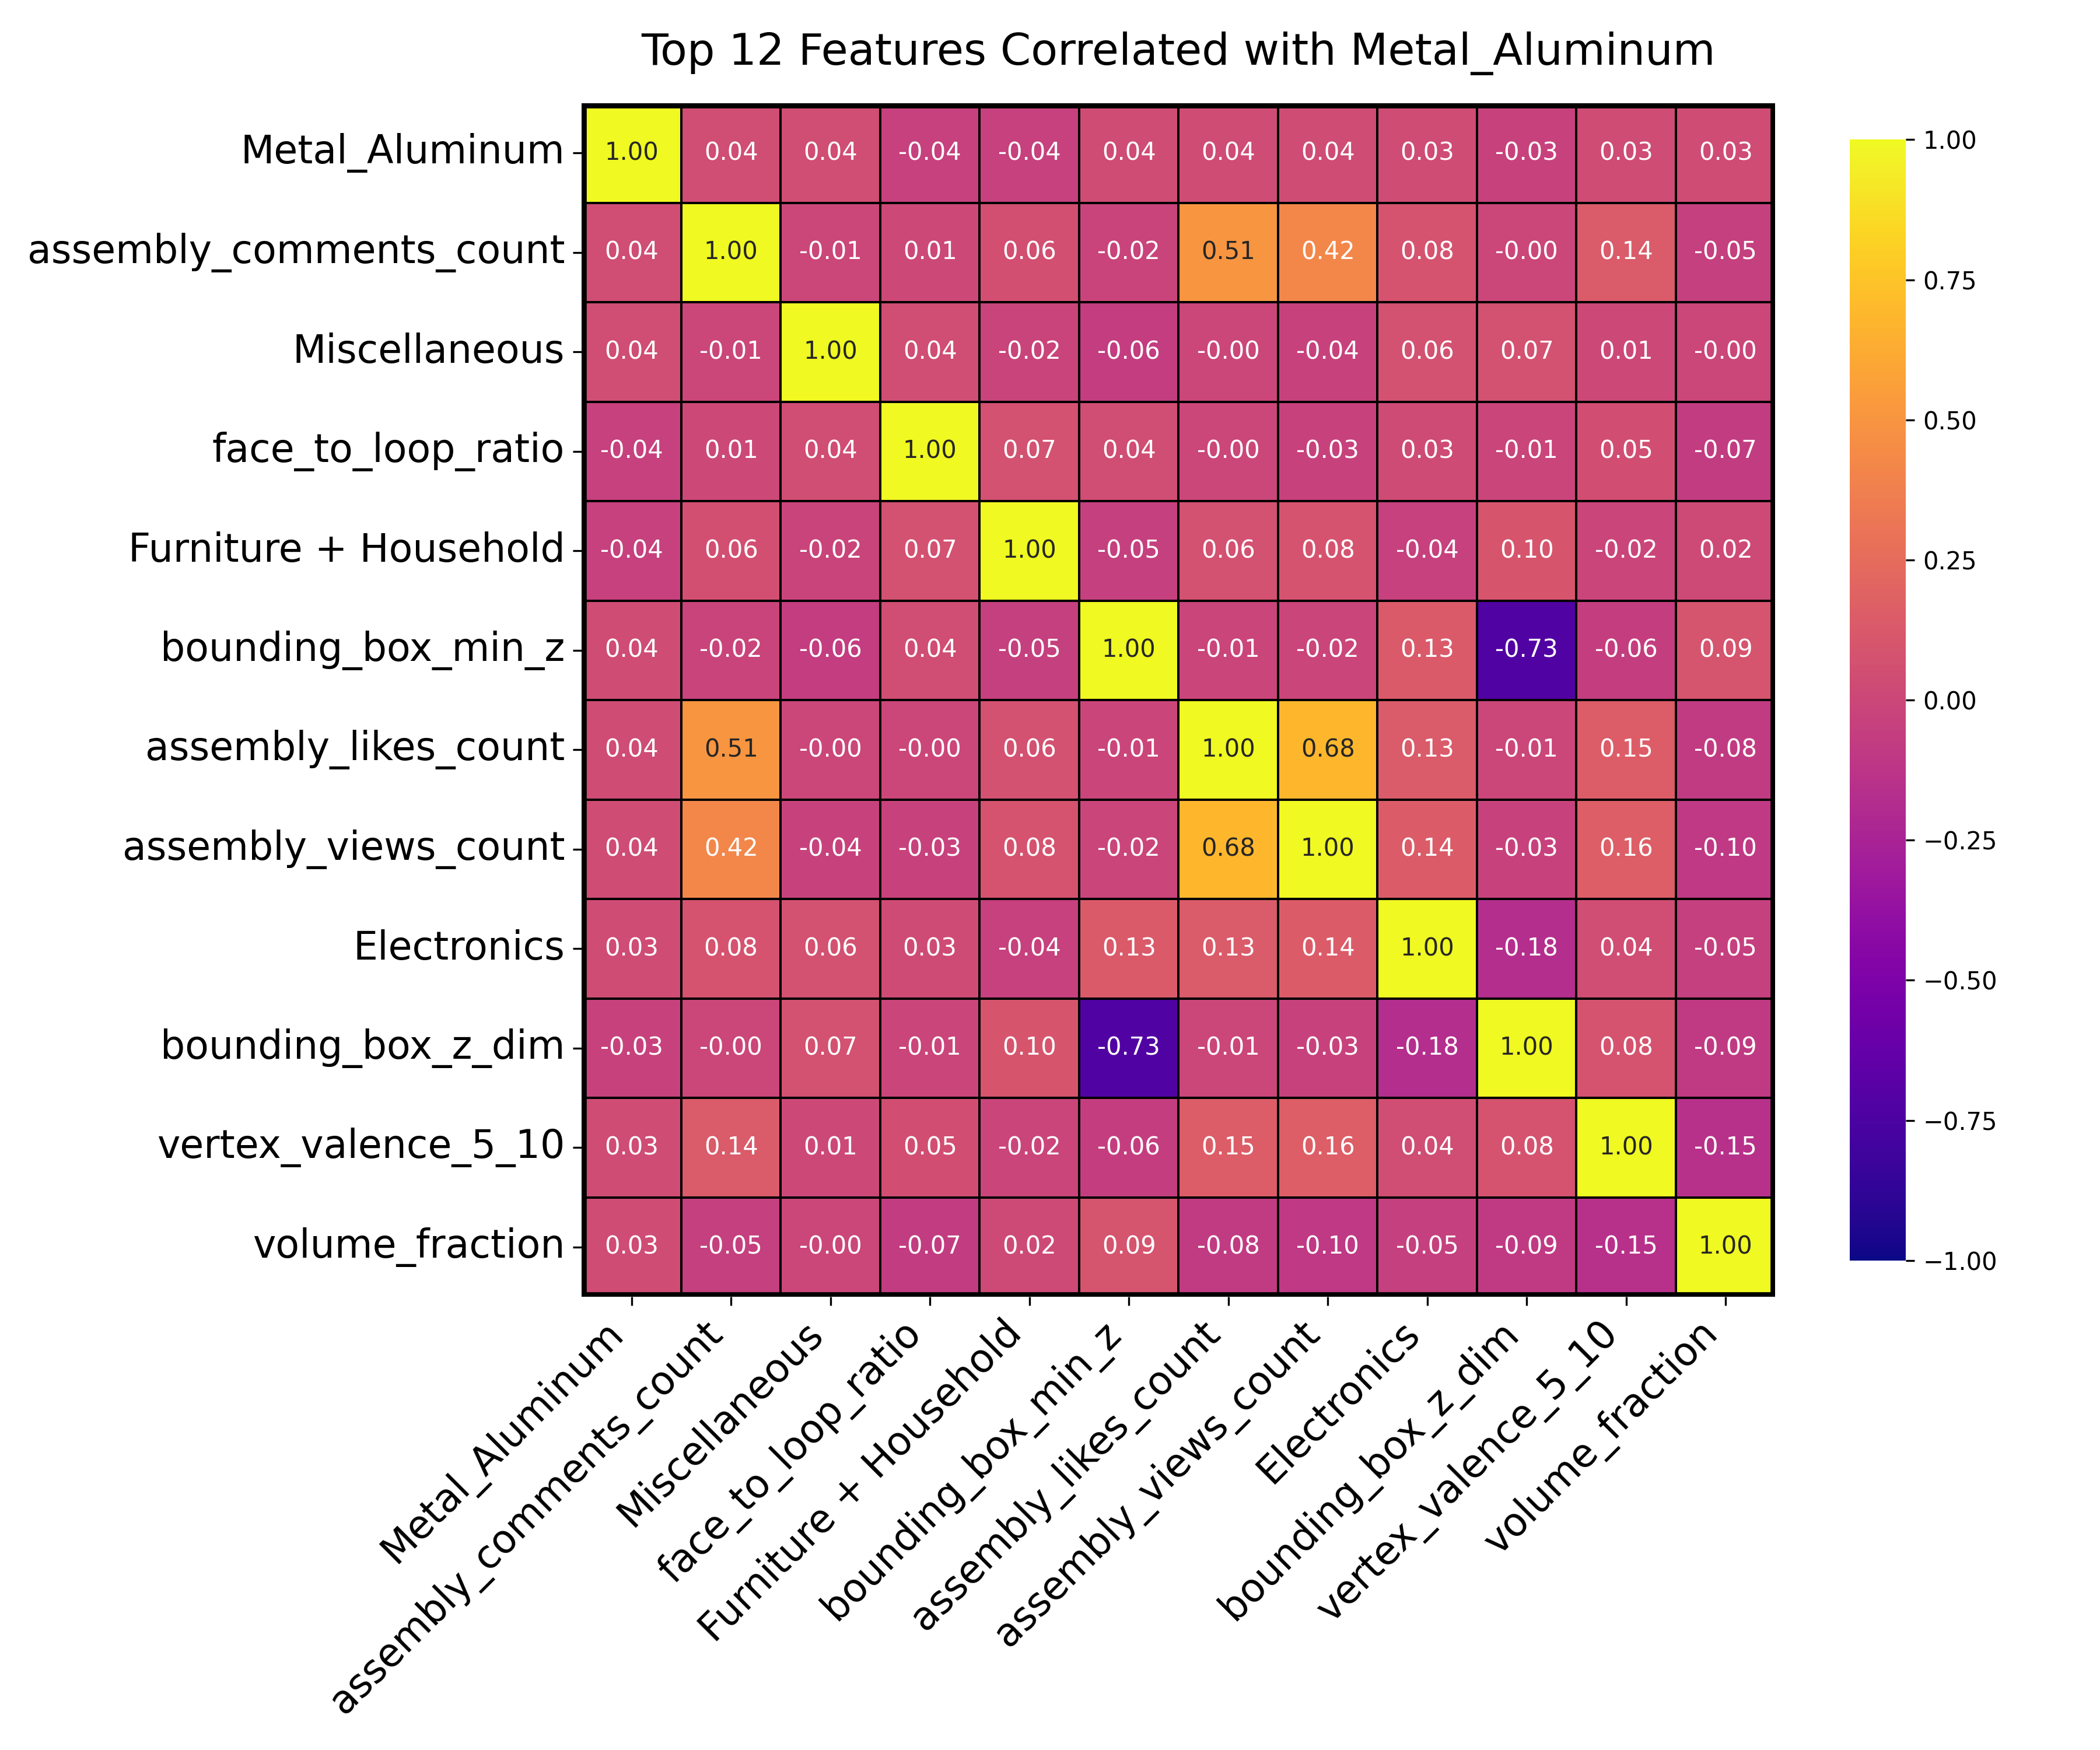 Top 12 Features Correlated with Metal_Aluminum
Metal_Aluminum 1.00 0.04 0.04 -0.04 -0.04 0.04 0.04 0.04 0.03 -0.03 0.03 0.03
assembly_comments_count 0.04 1.00 -0.01 0.01 0.06 -0.02 0.51 0.42 0.08 -0.00 0.14 -0.05
Miscellaneous 0.04 -0.01 1.00 0.04 -0.02 -0.06 -0.00 -0.04 0.06 0.07 0.01 -0.00
face_to_loop_ratio -0.04 0.01 0.04 1.00 0.07 0.04 -0.00 -0.03 0.03 -0.01 0.05 -0.07
Furniture + Household -0.04 0.06 -0.02 0.07 1.00 -0.05 0.06 0.08 -0.04 0.10 -0.02 0.02
bounding_box_min_z 0.04 -0.02 -0.06 0.04 -0.05 1.00 -0.01 -0.02 0.13 -0.73 -0.06 0.09
assembly_likes_count 0.04 0.51 -0.00 -0.00 0.06 -0.01 1.00 0.68 0.13 -0.01 0.15 -0.08
assembly_views_count 0.04 0.42 -0.04 -0.03 0.08 -0.02 0.68 1.00 0.14 -0.03 0.16 -0.10
Electronics 0.03 0.08 0.06 0.03 -0.04 0.13 0.13 0.14 1.00 -0.18 0.04 -0.05
bounding_box_z_dim -0.03 -0.00 0.07 -0.01 0.10 -0.73 -0.01 -0.03 -0.18 1.00 0.08 -0.09
vertex_valence_5_10 0.03 0.14 0.01 0.05 -0.02 -0.06 0.15 0.16 0.04 0.08 1.00 -0.15
volume_fraction 0.03 -0.05 -0.00 -0.07 0.02 0.09 -0.08 -0.10 -0.05 -0.09 -0.15 1.00
Metal_Aluminum
assembly_comments_count
Miscellaneous
face_to_loop_ratio
Furniture + Household
bounding_box_min_z
assembly_likes_count
assembly_views_count
Electronics
bounding_box_z_dim
vertex_valence_5_10
volume_fraction
1.00
0.75
0.50
0.25
0.00
−0.25
−0.50
−0.75
−1.00